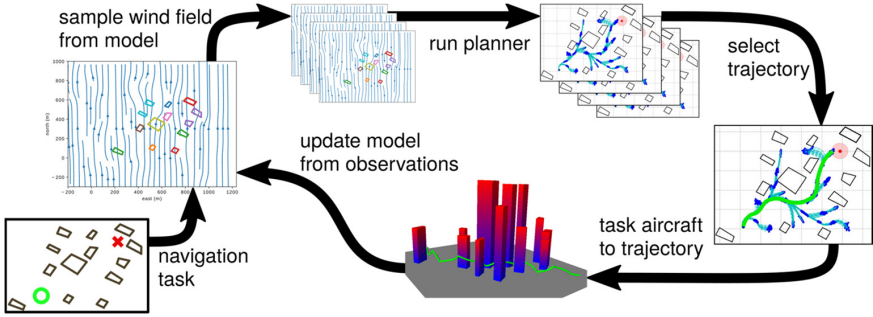 sample wind field
from model
run planner
select
trajectory
update model
from observations
task aircraft
to trajectory
navigation
task
north (m)
1000
800
600
400
200
0
−200
−200
0
200
400
600
800
1000
1200
east (m)